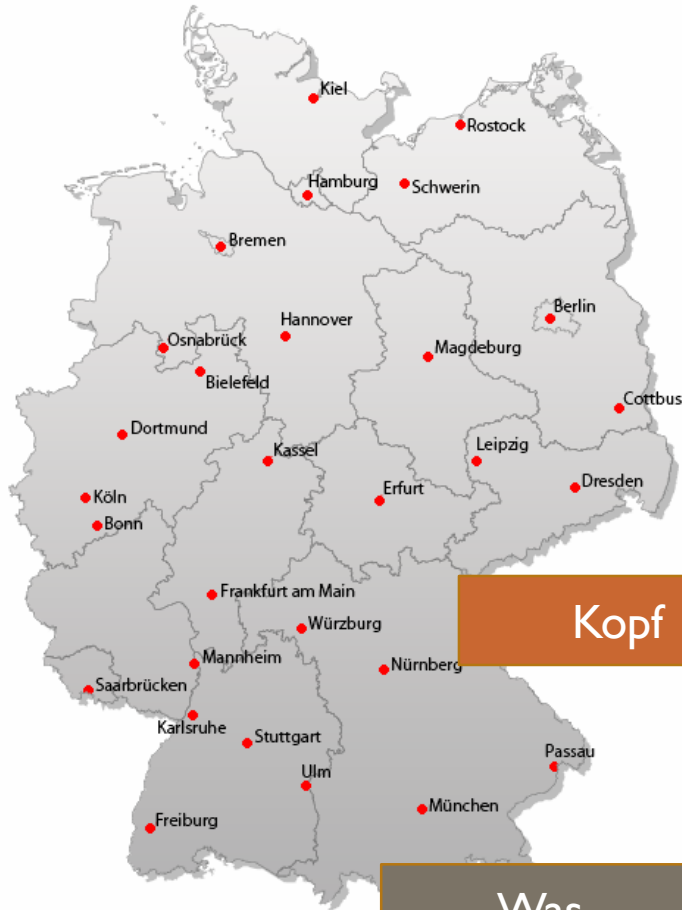 Kiel
Rostock
Hamburg
Schwerin
Bremen
Berlin
Hannover
Osnabrück
Magdeburg
Bielefeld
Cottbus
Dortmund
Kassel
Leipzig
Dresden
Köln
Erfurt
Bonn
Frankfurt am Main
Kopf
Würzburg
Mannheim
Nürnberg
Saarbrücken
Karlsruhe
Stuttgart
Passau
Ulm
München
Freiburg
Was